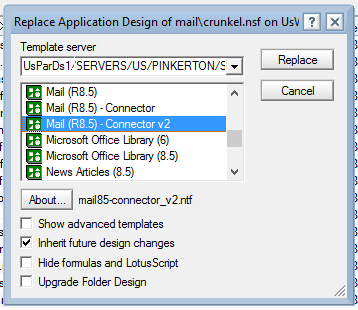 Replace Application Design of mail\crunkel.nsf on UsW
Template server
UsParDs1/SERVERS/US/PINKERTON/S
Replace
Cancel
Mail (R8.5)
Mail (R8.5) - Connector
Mail (R8.5) - Connector v2
Microsoft Office Library (6)
Microsoft Office Library (8.5)
News Articles (8.5)
About...
mail85-connector_v2.ntf
Show advanced templates
Inherit future design changes
Hide formulas and LotusScript
Upgrade Folder Design